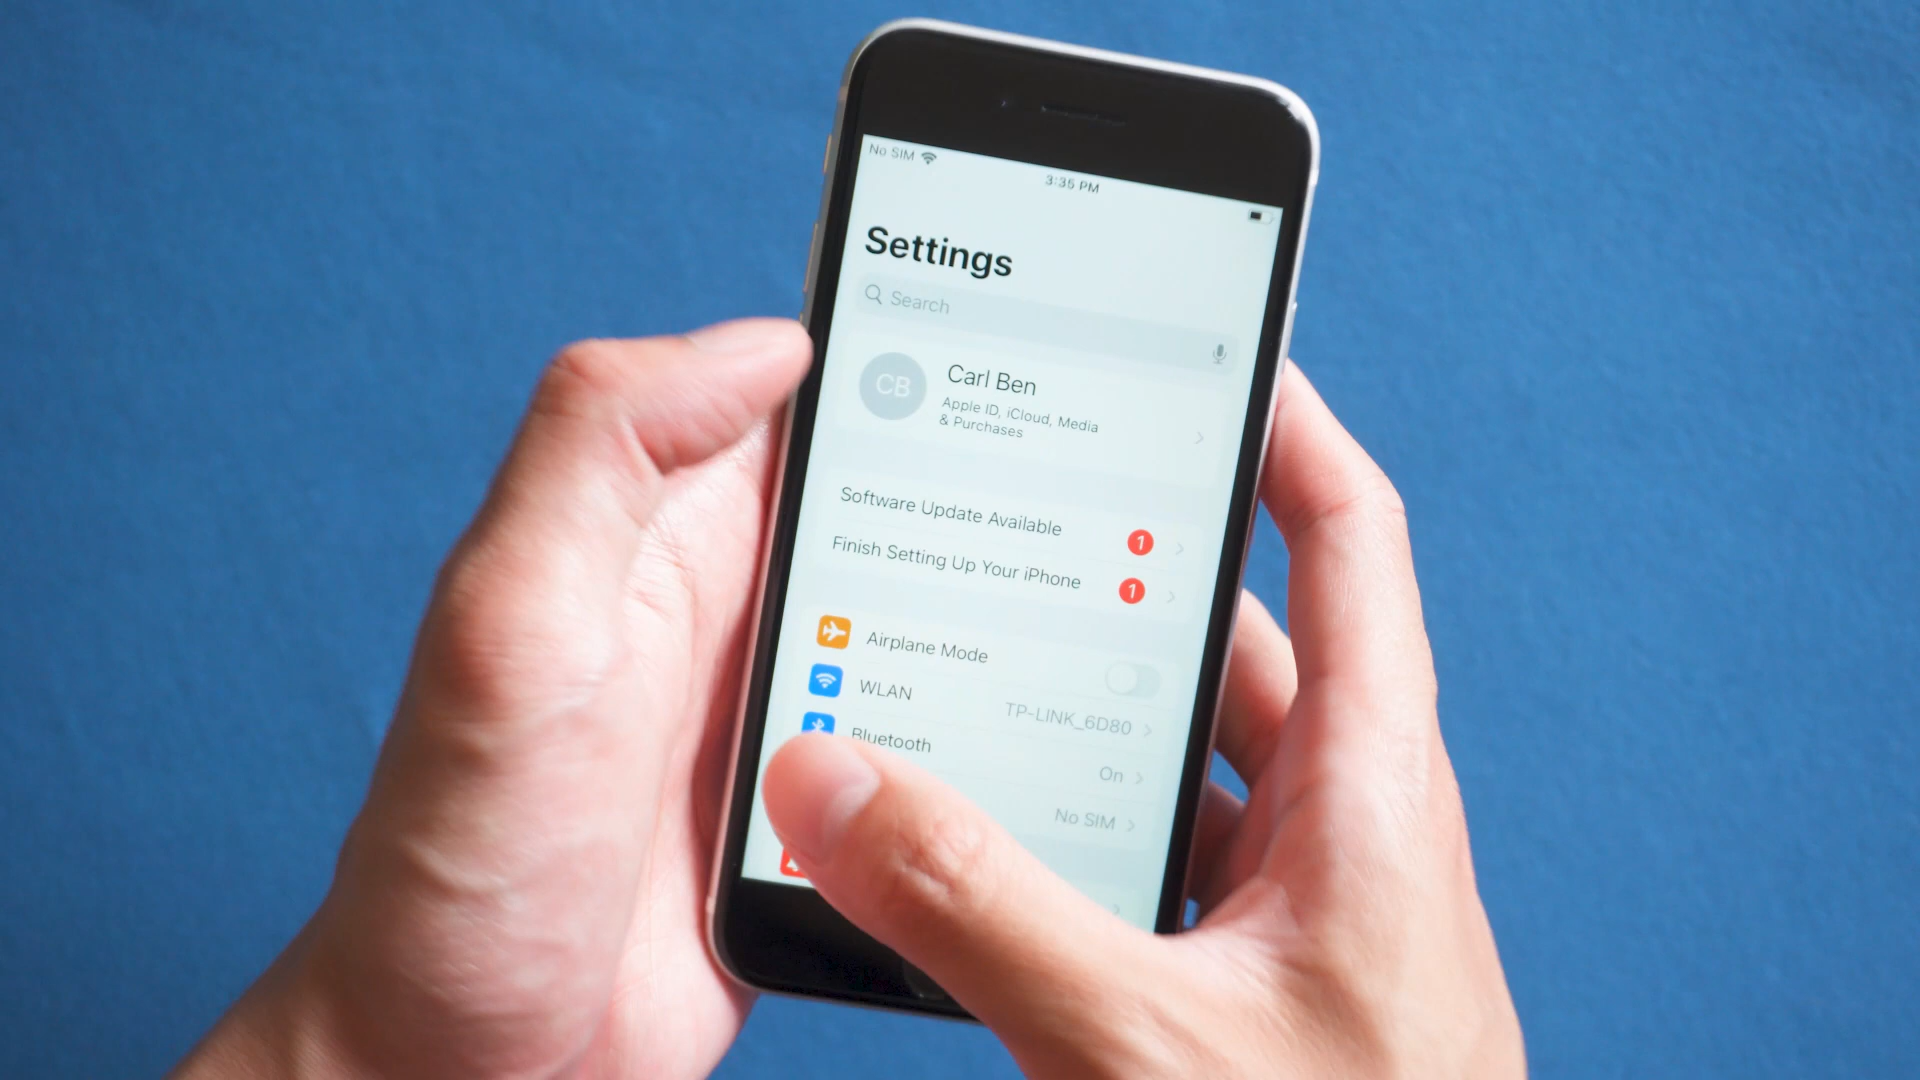 No SIM
3:35 PM
Settings
Search
CB
Carl Ben
Apple ID, iCloud, Media
& Purchases
Software Update Available 1
Finish Setting Up Your iPhone 1
Airplane Mode
WLAN TP-LINK_6D80
Bluetooth On
No SIM